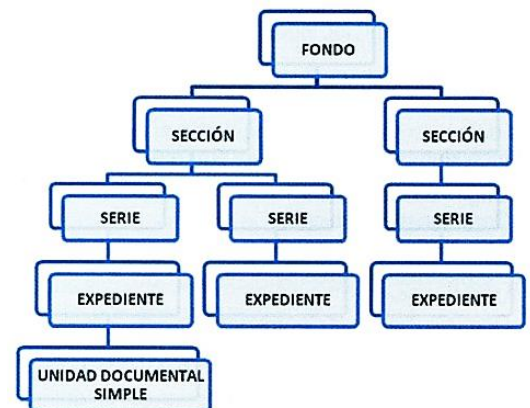 FONDO
SECCIÓN
SECCIÓN
SERIE
SERIE
SERIE
EXPEDIENTE
EXPEDIENTE
EXPEDIENTE
UNIDAD DOCUMENTAL
SIMPLE